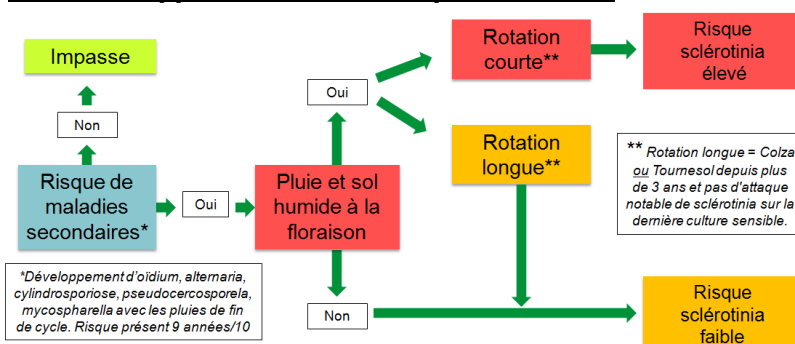 Impasse
Non
Risque de
maladies
secondaires*
Oui
Pluie et sol
humide à la
floraison
Oui
Non
Rotation
courte**
Rotation
longue**
Risque
sclérotinia
élevé
** Rotation longue = Colza
ou Tournesol depuis plus
de 3 ans et pas d'attaque
notable de sclérotinia sur la
dernière culture sensible.
Risque
sclérotinia
faible
*Développement d'oïdium, alternaria,
cylindrosporiose, pseudocercosporela,
mycospharella avec les pluies de fin
de cycle. Risque présent 9 années/10